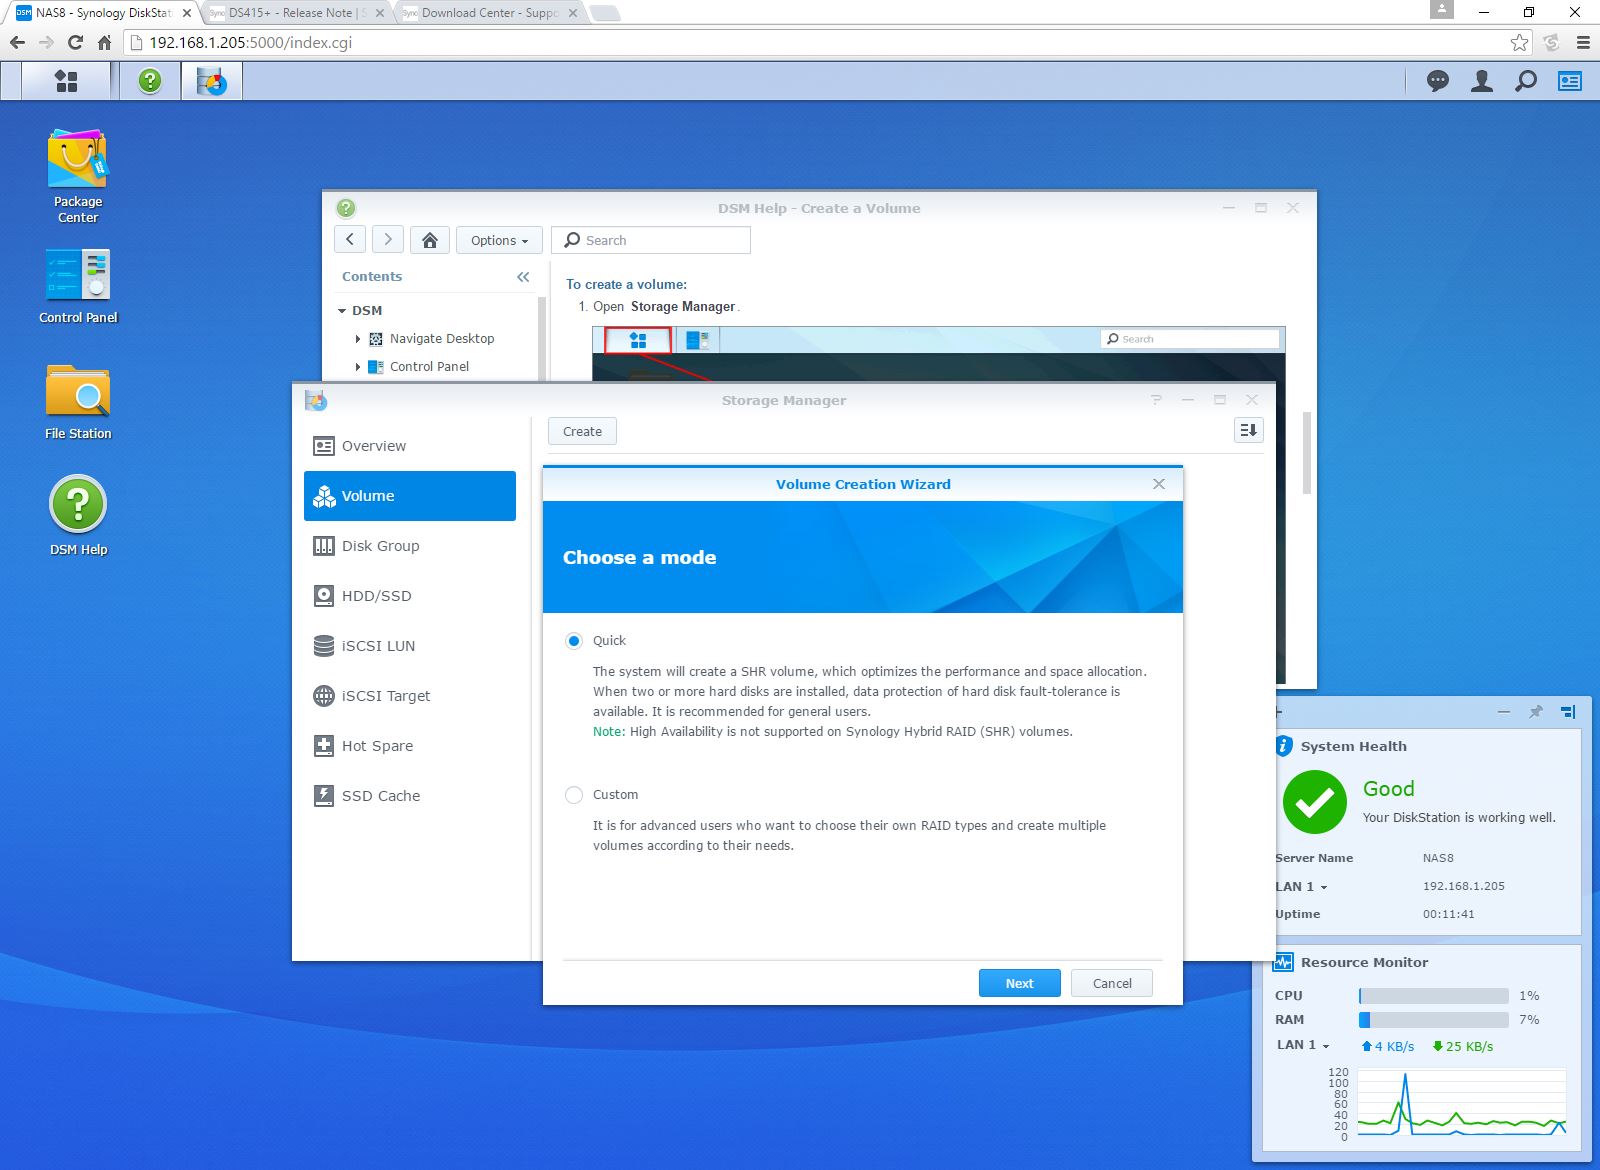 NAS8 - Synology DiskSta
DS415+ - Release Note | S
Download Center - Suppo
192.168.1.205:5000/index.cgi
Package
Center
Control Panel
File Station
DSM Help
DSM Help - Create a Volume
Options
Search
Contents
DSM
Navigate Desktop
Control Panel
To create a volume:
1. Open Storage Manager.
Search
Storage Manager
Overview
Volume
Disk Group
HDD/SSD
iSCSI LUN
iSCSI Target
Hot Spare
SSD Cache
Create
Volume Creation Wizard
Choose a mode
Quick
The system will create a SHR volume, which optimizes the performance and space allocation.
When two or more hard disks are installed, data protection of hard disk fault-tolerance is
available. It is recommended for general users.
Note: High Availability is not supported on Synology Hybrid RAID (SHR) volumes.
Custom
It is for advanced users who want to choose their own RAID types and create multiple
volumes according to their needs.
Next
Cancel
System Health
Good
Your DiskStation is working well.
Server Name NAS8
LAN 1 192.168.1.205
Uptime 00:11:41
Resource Monitor
CPU 1%
RAM 7%
LAN 1 4 KB/s 25 KB/s
120
100
80
60
40
20
0